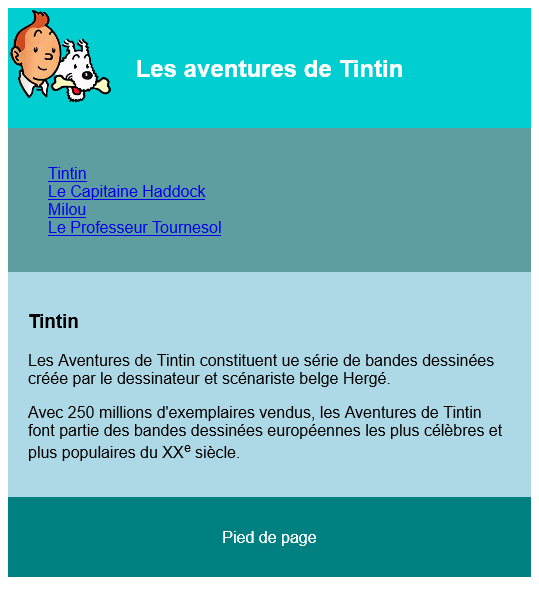 Les aventures de Tintin
Tintin
Le Capitaine Haddock
Milou
Le Professeur Tournesol
Tintin
Les Aventures de Tintin constituent ue série de bandes dessinées
créée par le dessinateur et scénariste belge Hergé.
Avec 250 millions d'exemplaires vendus, les Aventures de Tintin
font partie des bandes dessinées européennes les plus célèbres et
plus populaires du XXe siècle.
Pied de page